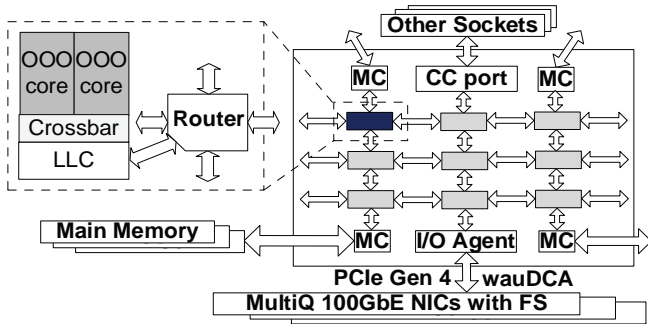 Other Sockets
OOO OOO
core core
Crossbar
LLC
Router
MC
CC port
MC
Main Memory
MC
I/O Agent
MC
PCIe Gen 4
wauDCA
MultiQ 100GbE NICs with FS